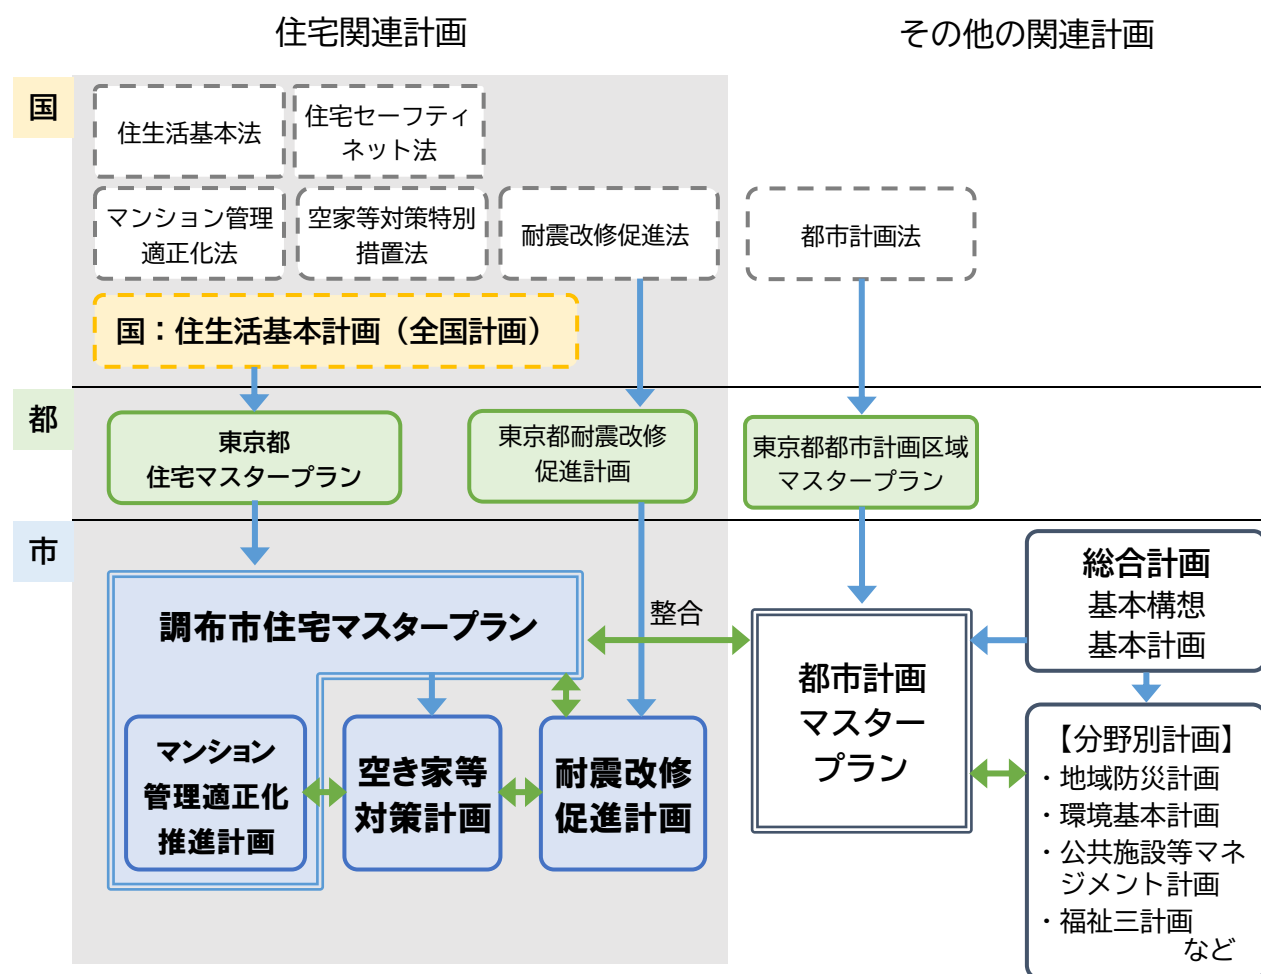 住宅関連計画
その他の関連計画
国
住生活基本法
住宅セーフティ
ネット法
マンション管理
適正化法
空家等対策特別
措置法
耐震改修促進法
都市計画法
国：住生活基本計画（全国計画）
都
東京都
住宅マスタープラン
東京都耐震改修
促進計画
東京都都市計画区域
マスタープラン
市
調布市住宅マスタープラン
整合
マンション
管理適正化
推進計画
空き家等
対策計画
耐震改修
促進計画
都市計画
マスター
プラン
総合計画
基本構想
基本計画
【分野別計画】
・地域防災計画
・環境基本計画
・公共施設等マネ
ジメント計画
・福祉三計画
など